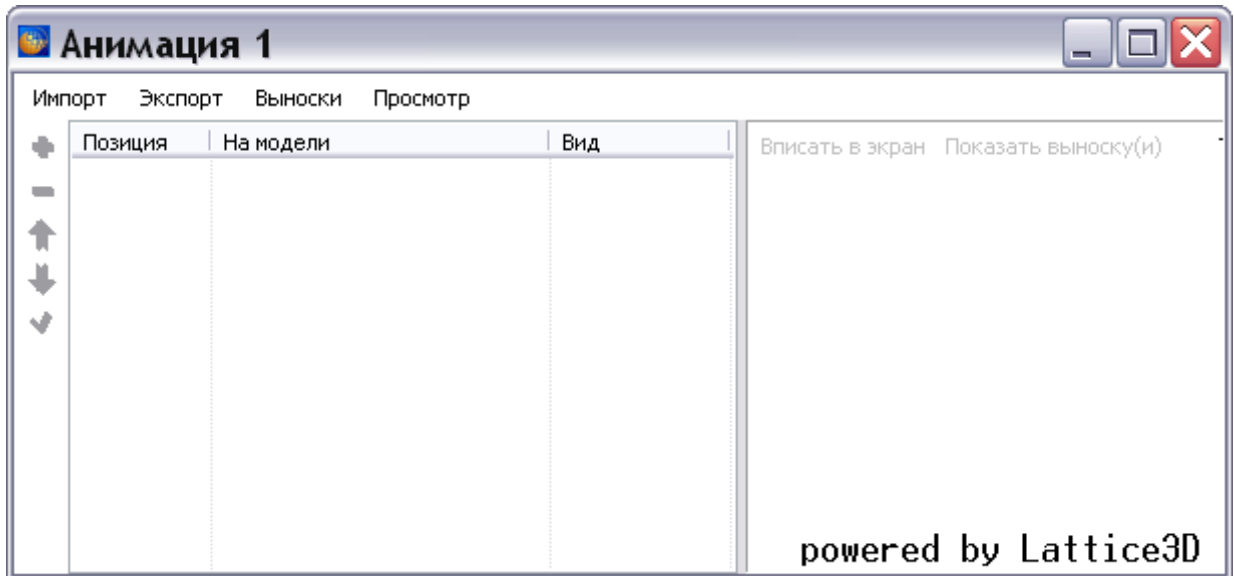 Анимация 1
Импорт Экспорт Выноски Просмотр
Позиция На модели Вид
Вписать в экран Показать выноску(и)
powered by Lattice3D